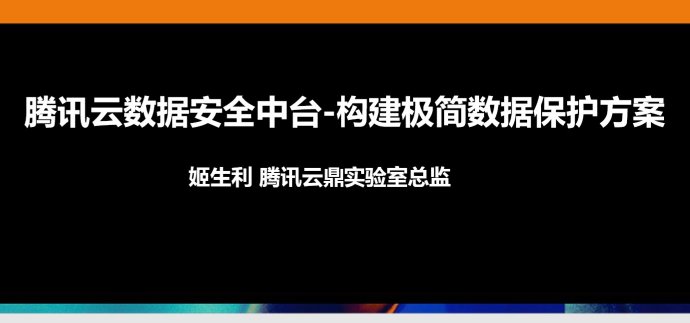 腾讯云数据安全中台-构建极简数据保护方案
姬生利 腾讯云鼎实验室总监